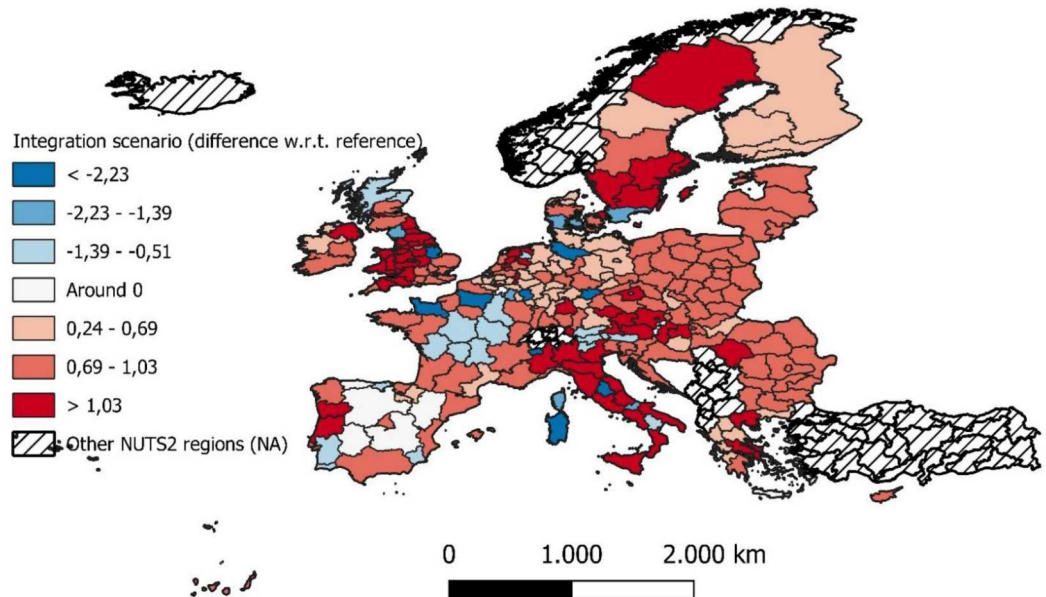 Integration scenario (difference w.r.t. reference)
< -2,23
-2,23 - -1,39
-1,39 - -0,51
Around 0
0,24 - 0,69
0,69 - 1,03
> 1,03
Other NUTS2 regions (NA)
0 1.000 2.000 km